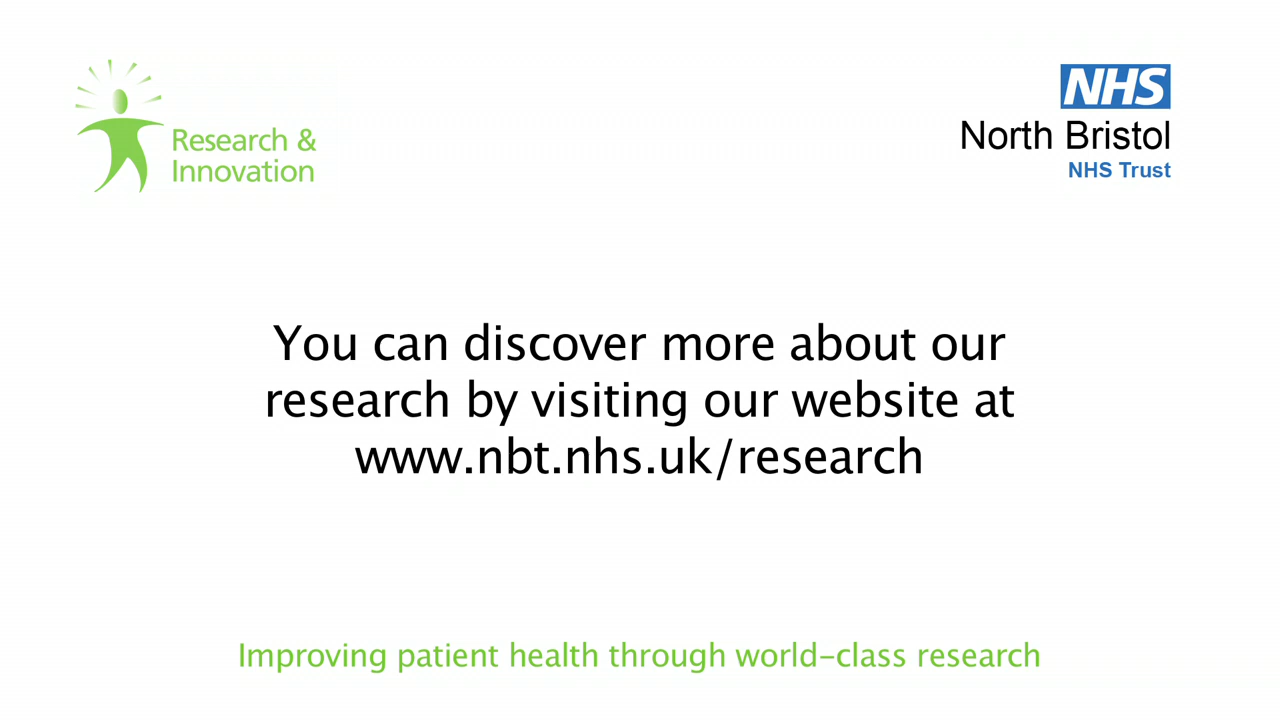 Research &
Innovation
NHS
North Bristol
NHS Trust
You can discover more about our
research by visiting our website at
www.nbt.nhs.uk/research
Improving patient health through world-class research